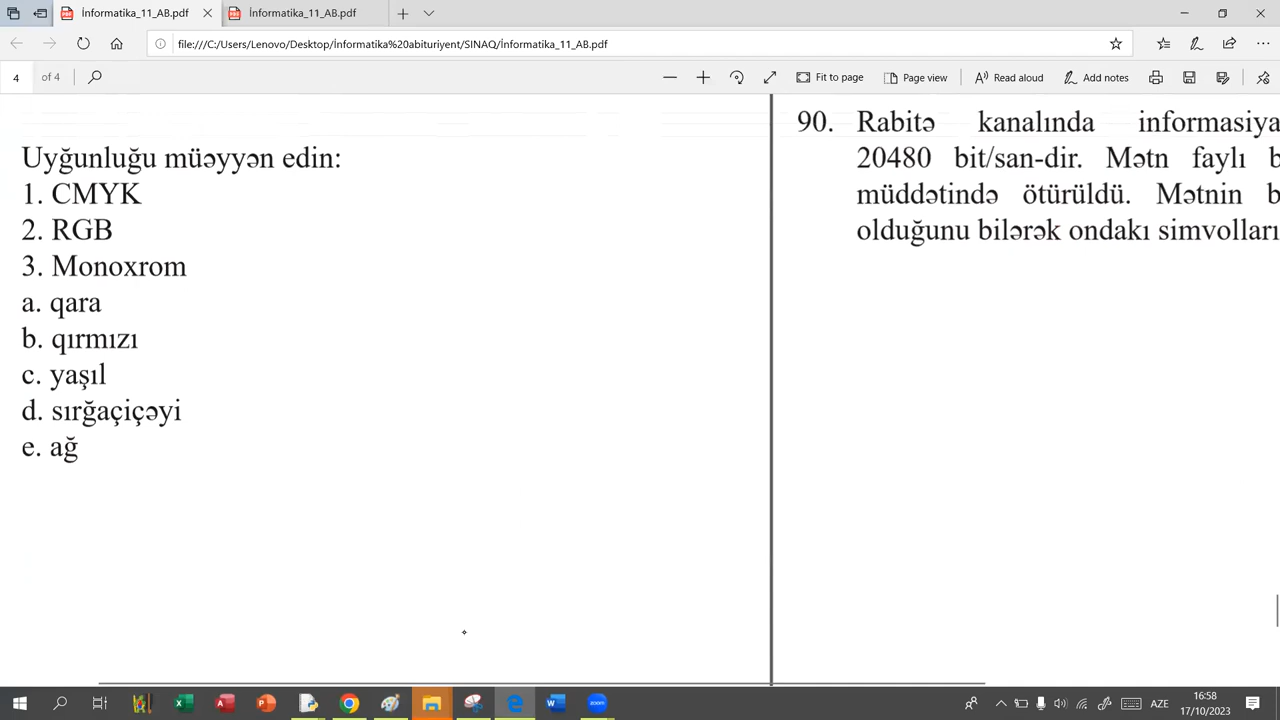 İnformatika_11_AB.pdf
İnformatika_11_AB.pdf
file:///C:/Users/Lenovo/Desktop/İnformatika%20abituriyent/SINAQ/İnformatika_11_AB.pdf
4 of 4
Fit to page
Page view
Read aloud
Add notes
Uyğunluğu müəyyən edin:
1. CMYK
2. RGB
3. Monoxrom
a. qara
b. qırmızı
c. yaşıl
d. sırğaçiçəyi
e. ağ
90. Rabitə kanalında informasiya
20480 bit/san-dir. Mətn faylı b
müddətində ötürüldü. Mətnin b
olduğunu bilərək ondakı simvolları
AZE
16:58
17/10/2023